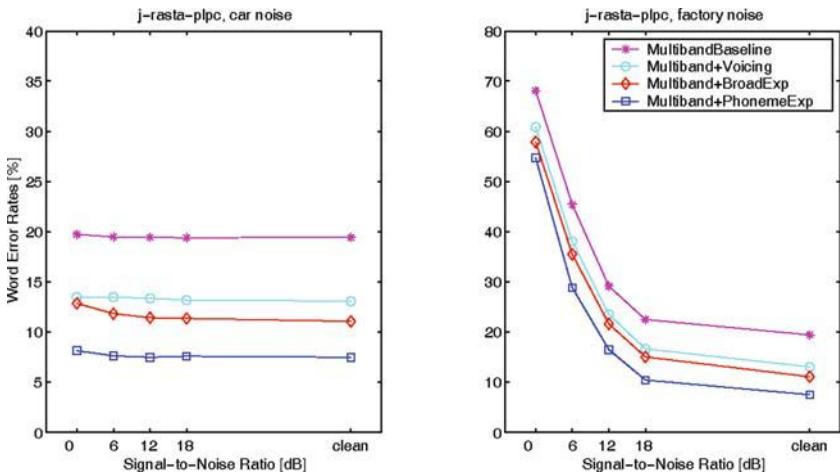 j-rasta-plpc, car noise
40
35
30
25
20
15
10
5
0
Word Error Rates [%]
0 6 12 18 clean
Signal-to-Noise Ratio [dB]
j-rasta-plpc, factory noise
80
70
60
50
40
30
20
10
0
MultibandBaseline
Multiband+Voicing
Multiband+BroadExp
Multiband+PhonemeExp
0 6 12 18 clean
Signal-to-Noise Ratio [dB]